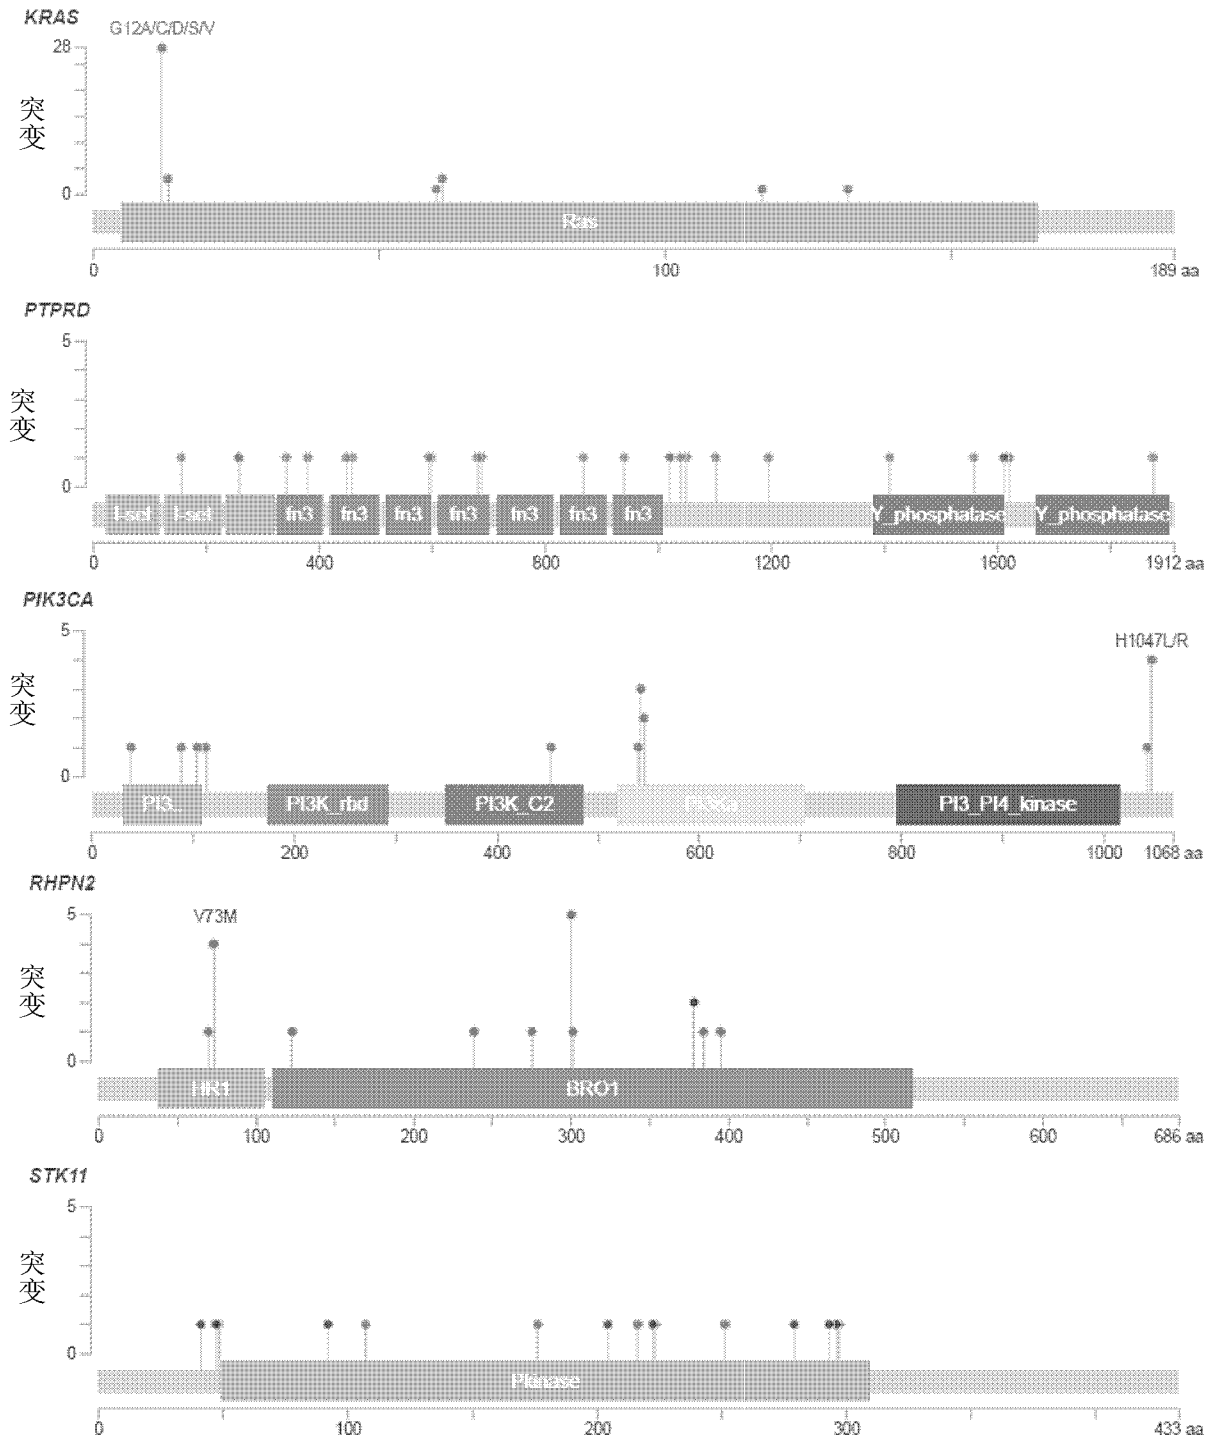 KRAS
G12A/C/D/S/V
28
突变
0
Ras
0 100 189 aa
PTPRD
5
突变
0
I-set I-set fn3 fn3 fn3 fn3 fn3 fn3 fn3 Y_phosphatase Y_phosphatase
0 400 800 1200 1600 1912 aa
PIK3CA
5
H1047L/R
突变
0
PI3... PI3K_rbd PI3K_C2 PI3Ka PI3_PI4_kinase
0 200 400 600 800 1000 1068 aa
RHPN2
5
V73M
突变
0
HR1 BRO1
0 100 200 300 400 500 600 686 aa
STK11
5
突变
0
Pkinase
0 100 200 300 433 aa